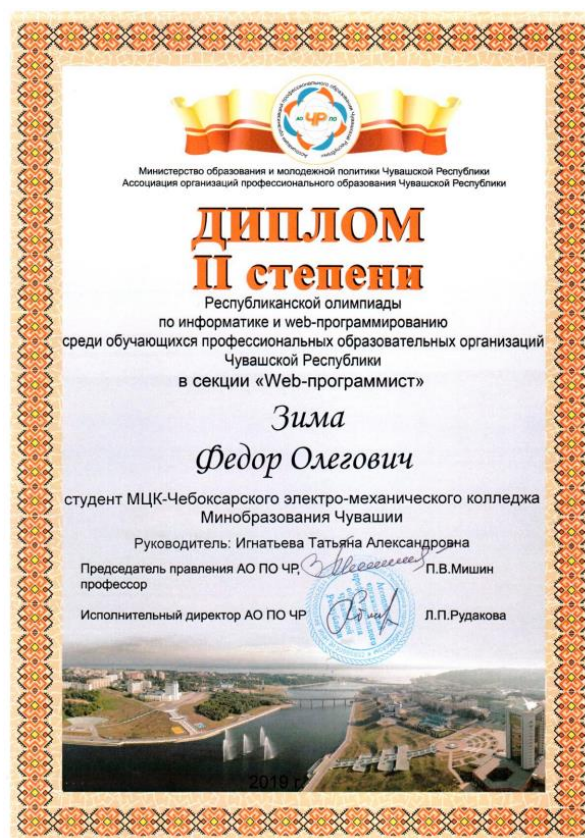 АО ЧР ПО
Министерство образования и молодежной политики Чувашской Республики
Ассоциация организаций профессионального образования Чувашской Республики
ДИПЛОМ
II степени
Республиканской олимпиады
по информатике и web-программированию
среди обучающихся профессиональных образовательных организаций
Чувашской Республики
в секции «Web-программист»
Зима
Федор Олегович
студент МЦК-Чебоксарского электро-механического колледжа
Минобразования Чувашии
Руководитель: Игнатьева Татьяна Александровна
Председатель правления АО ПО ЧР, П.В.Мишин
профессор
Исполнительный директор АО ПО ЧР Л.П.Рудакова
2019 г.